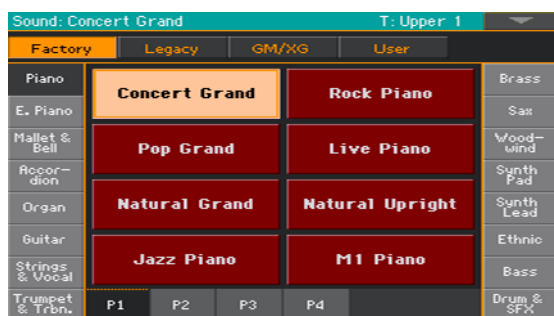 Sound: Concert Grand T: Upper 1
Factory Legacy GM/XG User
Piano
E. Piano
Mallet &
Bell
Accor-
dion
Organ
Guitar
Strings
& Vocal
Trumpet
& Trbn.
Concert Grand Rock Piano
Pop Grand Live Piano
Natural Grand Natural Upright
Jazz Piano M1 Piano
P1 P2 P3 P4
Brass
Sax
Wood-
wind
Synth
Pad
Synth
Lead
Ethnic
Bass
Drum &
SFX